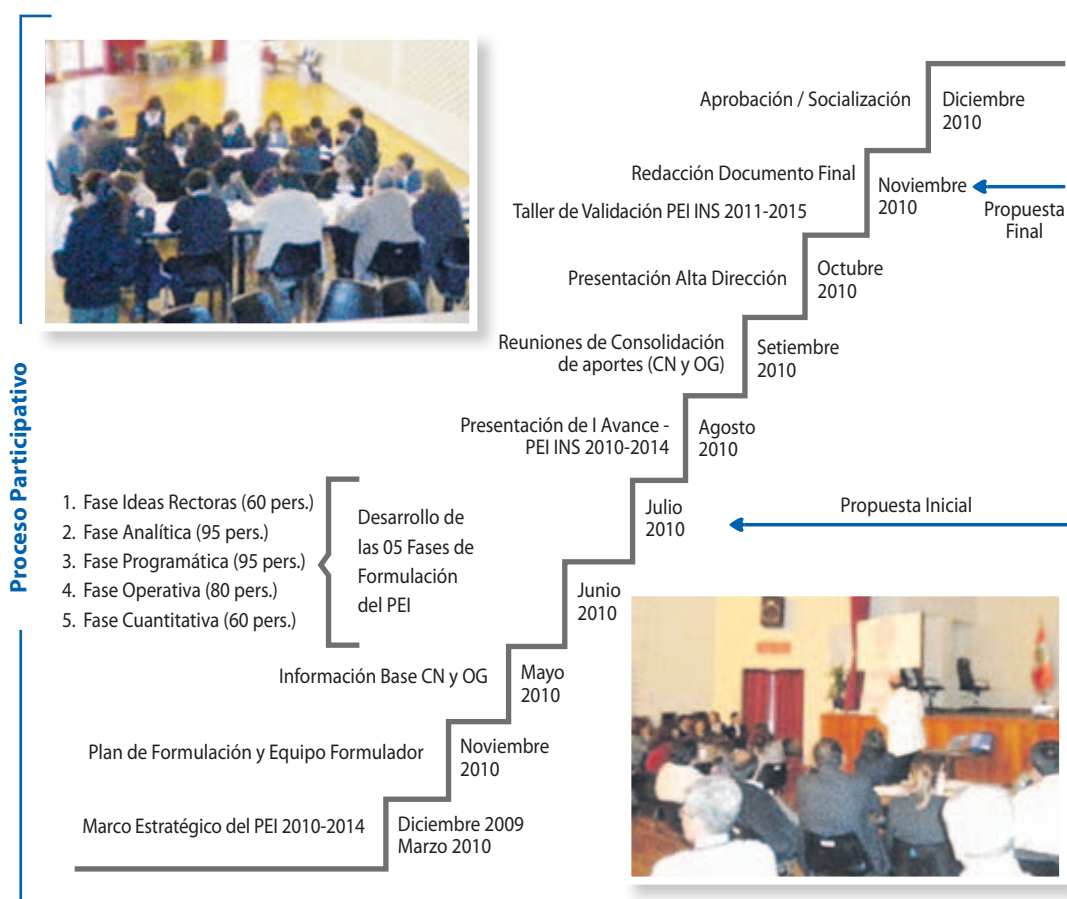 Proceso Participativo
Aprobación / Socialización
Diciembre
2010
Redacción Documento Final
Taller de Validación PEI INS 2011-2015
Noviembre
2010
Propuesta
Final
Presentación Alta Dirección
Octubre
2010
Reuniones de Consolidación
de aportes (CN y OG)
Setiembre
2010
Presentación de I Avance -
PEI INS 2010-2014
Agosto
2010
Julio
2010
Propuesta Inicial
1. Fase Ideas Rectoras (60 pers.)
2. Fase Analítica (95 pers.)
3. Fase Programática (95 pers.)
4. Fase Operativa (80 pers.)
5. Fase Cuantitativa (60 pers.)
Desarrollo de
las 05 Fases de
Formulación
del PEI
Junio
2010
Información Base CN y OG
Mayo
2010
Plan de Formulación y Equipo Formulador
Noviembre
2010
Marco Estratégico del PEI 2010-2014
Diciembre 2009
Marzo 2010